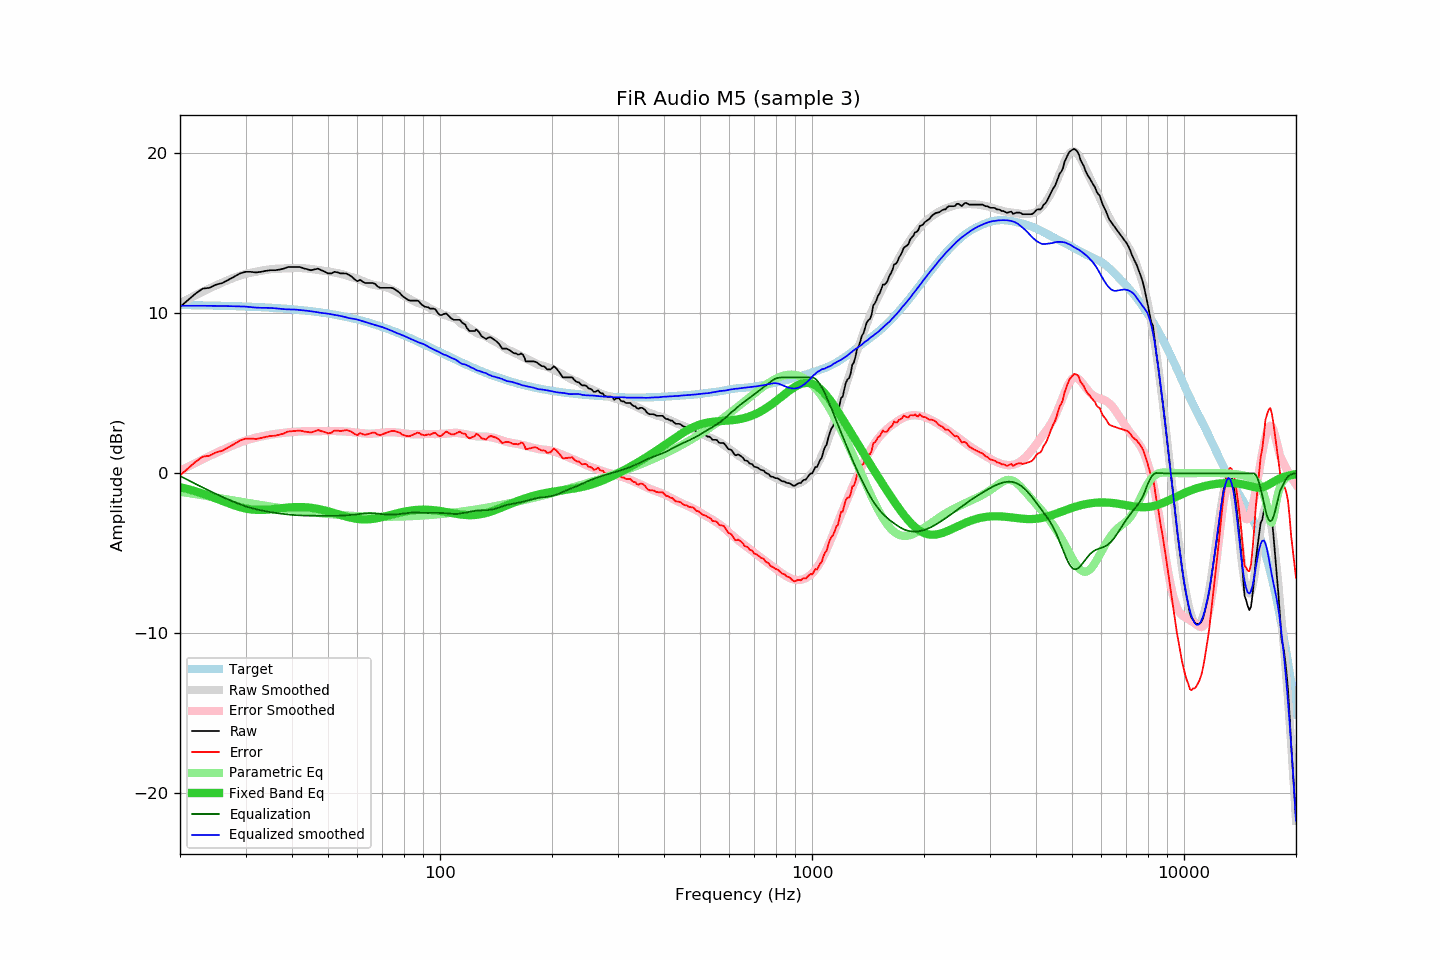 FiR Audio M5 (sample 3)
20
10
0
−10
−20
Amplitude (dBr)
Target
Raw Smoothed
Error Smoothed
Raw
Error
Parametric Eq
Fixed Band Eq
Equalization
Equalized smoothed
100
1000
10000
Frequency (Hz)